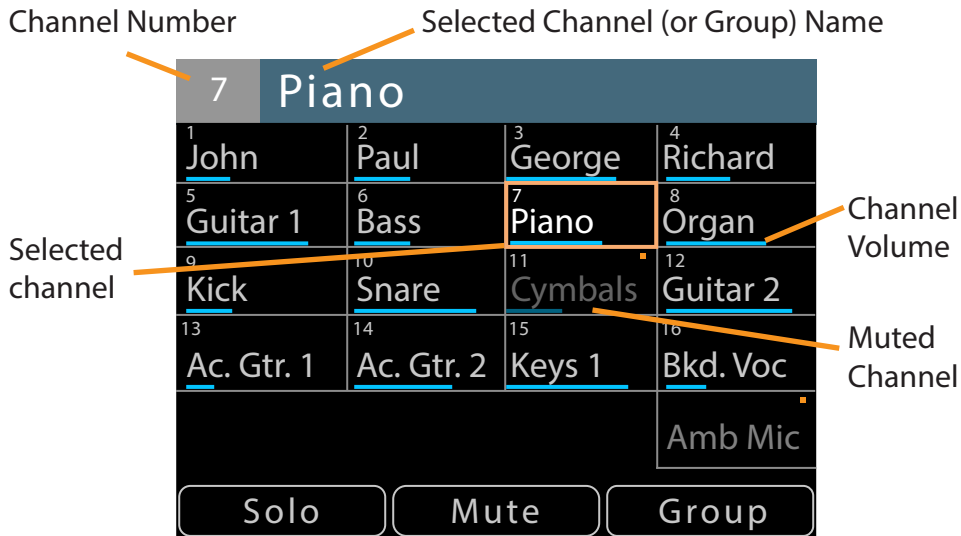 Channel Number
Selected Channel (or Group) Name
7 Piano
1 2 3 4
John Paul George Richard
5 6 7 8
Guitar 1 Bass Piano Organ
Channel
Volume
Selected
channel
9 10 11 12
Kick Snare Cymbals Guitar 2
13 14 15 16
Ac. Gtr. 1 Ac. Gtr. 2 Keys 1 Bkd. Voc
Muted
Channel
Amb Mic
Solo Mute Group